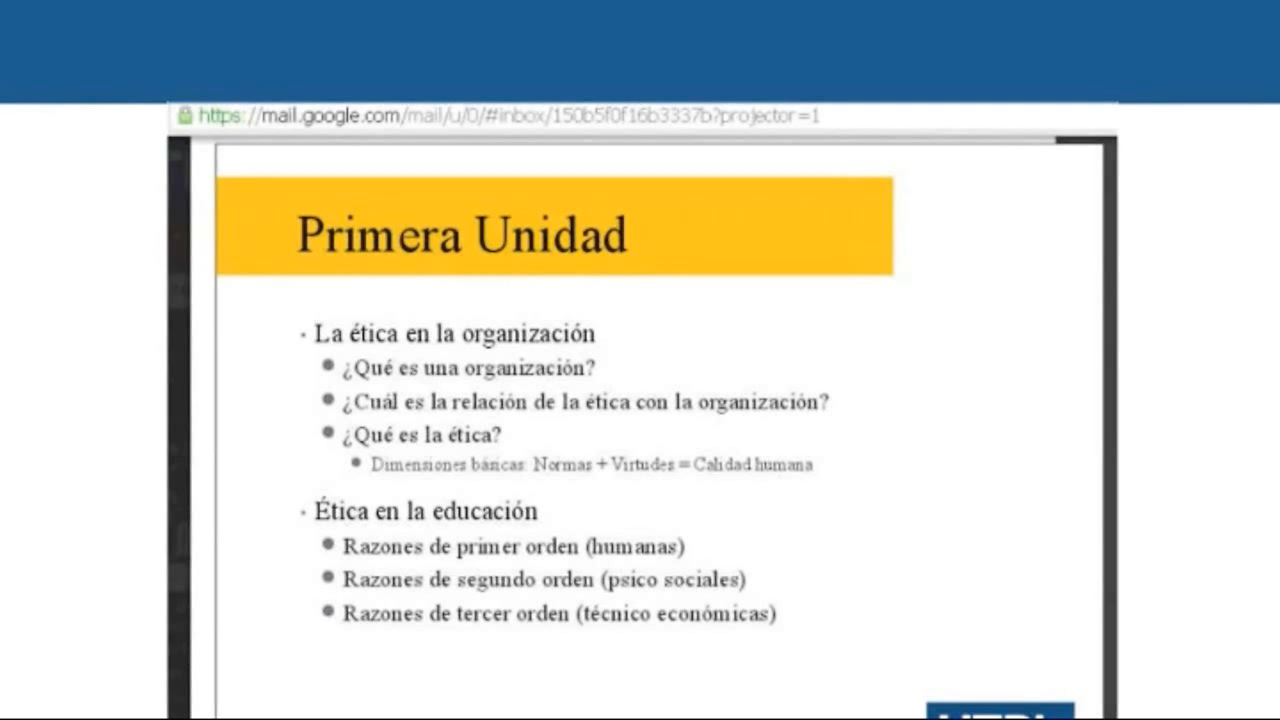 https://mail.google.com/mail/u/0/#inbox/150b5f0f16b3337b?projector=1
Primera Unidad
· La ética en la organización
● ¿Qué es una organización?
● ¿Cuál es la relación de la ética con la organización?
● ¿Qué es la ética?
● Dimensiones básicas: Normas + Virtudes = Calidad humana
· Ética en la educación
● Razones de primer orden (humanas)
● Razones de segundo orden (psico sociales)
● Razones de tercer orden (técnico económicas)